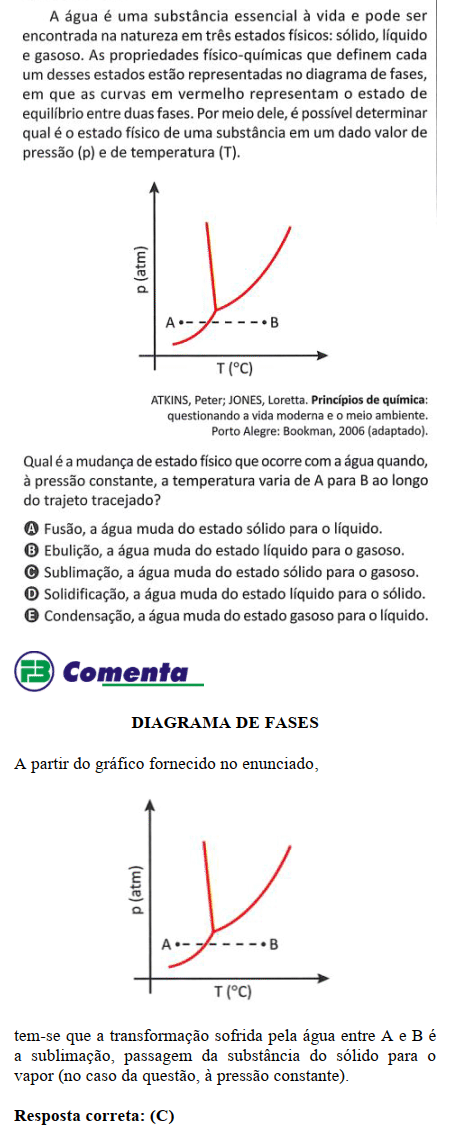 A água é uma substância essencial à vida e pode ser
encontrada na natureza em três estados físicos: sólido, líquido
e gasoso. As propriedades físico-químicas que definem cada
um desses estados estão representadas no diagrama de fases,
em que as curvas em vermelho representam o estado de
equilíbrio entre duas fases. Por meio dele, é possível determinar
qual é o estado físico de uma substância em um dado valor de
pressão (p) e de temperatura (T).
p (atm)
A
B
T (°C)
ATKINS, Peter; JONES, Loretta. Princípios de química:
questionando a vida moderna e o meio ambiente.
Porto Alegre: Bookman, 2006 (adaptado).
Qual é a mudança de estado físico que ocorre com a água quando,
à pressão constante, a temperatura varia de A para B ao longo
do trajeto tracejado?
A Fusão, a água muda do estado sólido para o líquido.
B Ebulição, a água muda do estado líquido para o gasoso.
C Sublimação, a água muda do estado sólido para o gasoso.
D Solidificação, a água muda do estado líquido para o sólido.
E Condensação, a água muda do estado gasoso para o líquido.
FB Comenta
DIAGRAMA DE FASES
A partir do gráfico fornecido no enunciado,
p (atm)
A
B
T (°C)
tem-se que a transformação sofrida pela água entre A e B é
a sublimação, passagem da substância do sólido para o
vapor (no caso da questão, à pressão constante).
Resposta correta: (C)